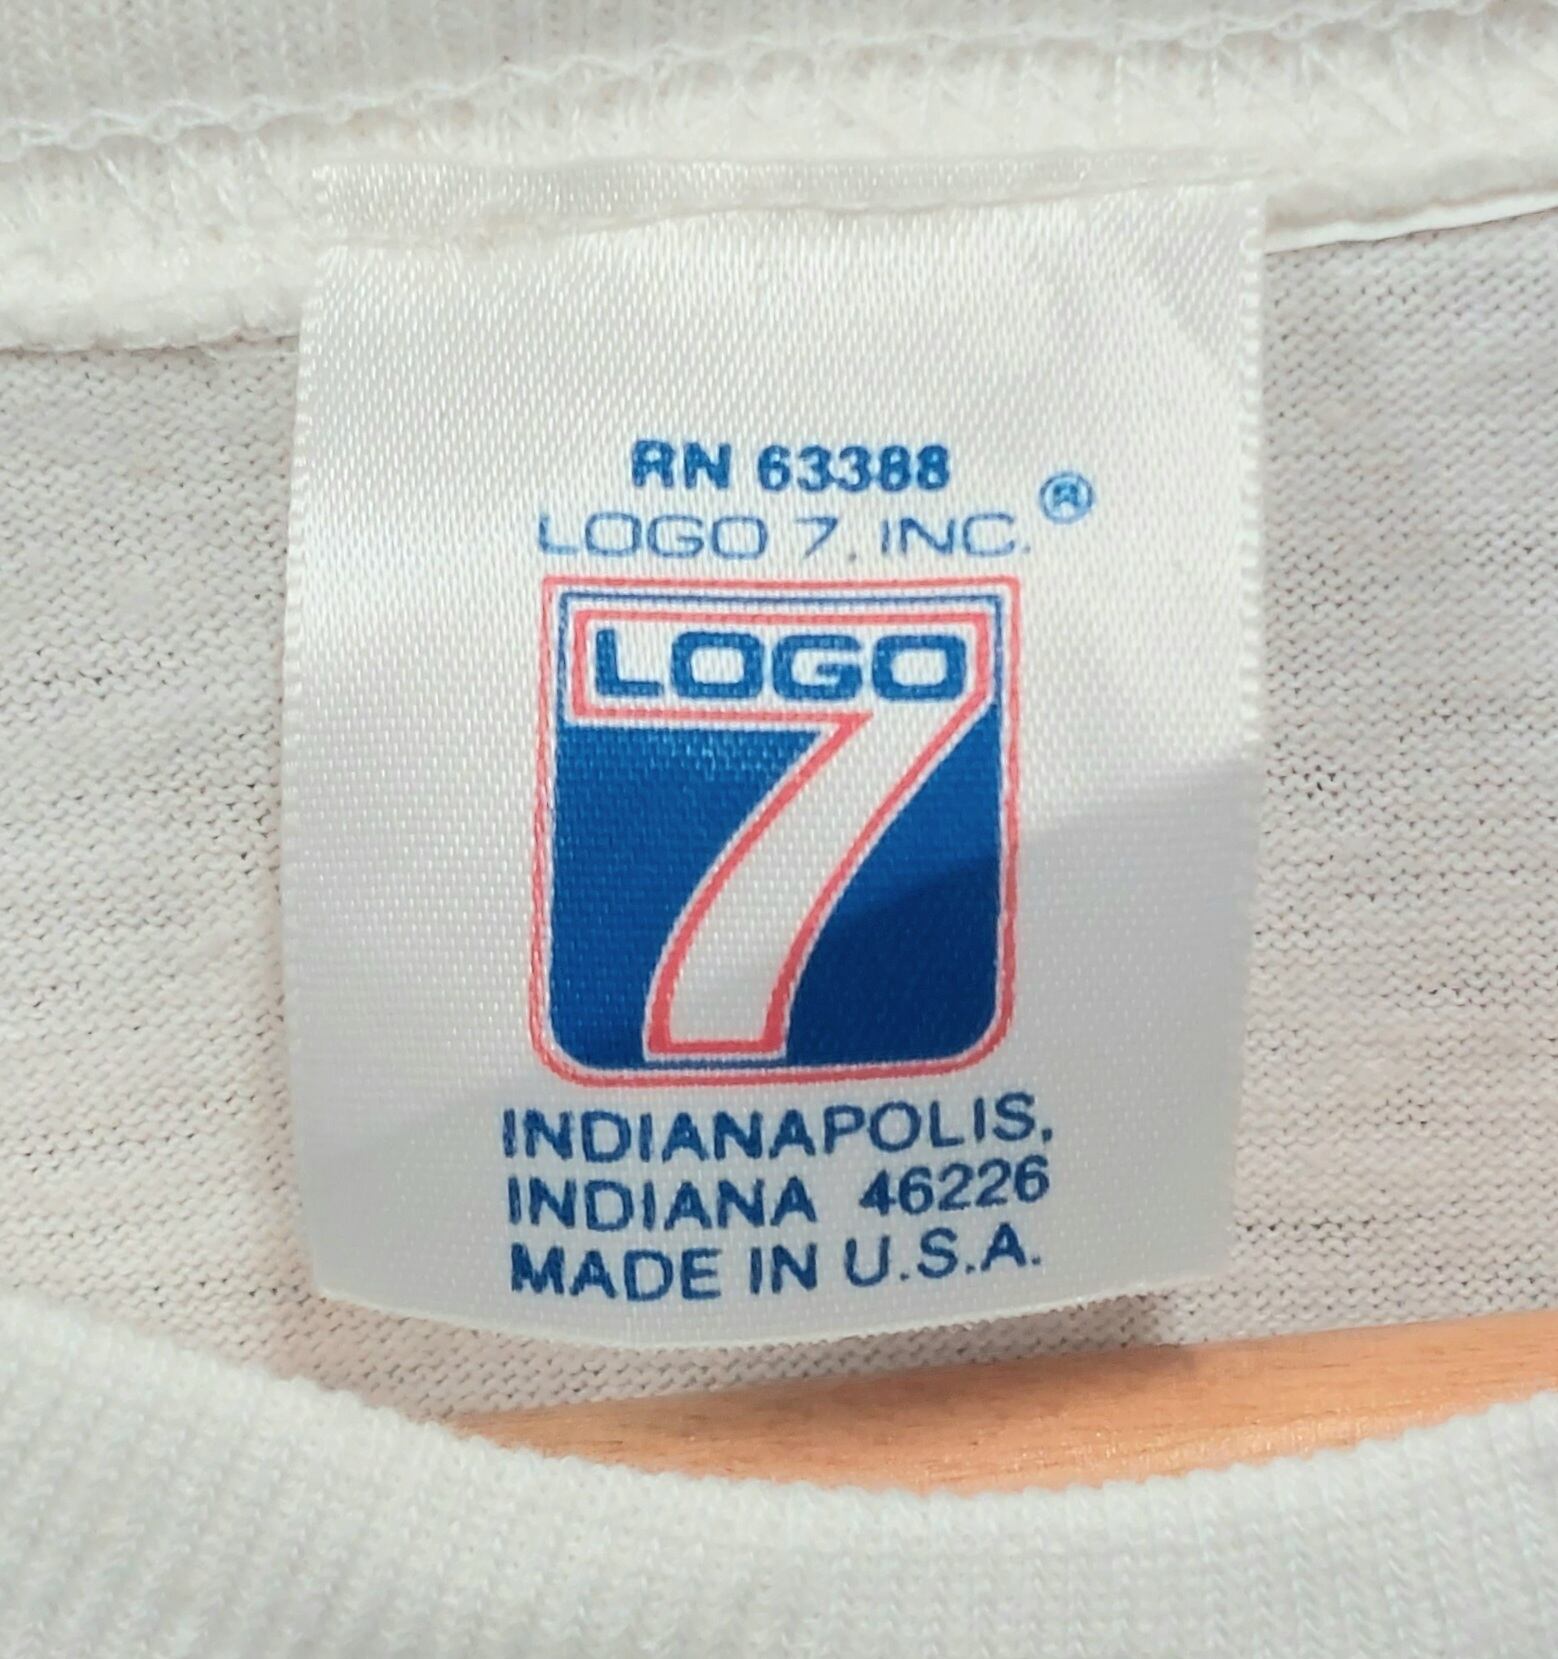 RN 63388
LOGO 7, INC. ®
LOGO
7
INDIANAPOLIS,
INDIANA 46226
MADE IN U.S.A.